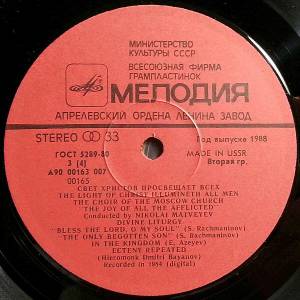 МИНИСТЕРСТВО
КУЛЬТУРЫ СССР
ВСЕСОЮЗНАЯ ФИРМА
ГРАМПЛАСТИНОК
МЕЛОДИЯ
АПРЕЛЕВСКИЙ ОРДЕНА ЛЕНИНА ЗАВОД
STEREO 33
Год выпуска 1988
ГОСТ 5289-80
MADE IN USSR
3 (4)
Вторая гр.
А90 00163 007
00165
СВЕТ ХРИСТОВ ПРОСВЕЩАЕТ ВСЕХ
THE LIGHT OF CHRIST ILLUMINETH ALL MEN
THE CHOIR OF THE MOSCOW CHURCH
THE JOY OF ALL THE AFFLICTED
Conducted by NIKOLAI MATVEYEV
DIVINE LITURGY
"BLESS THE LORD, O MY SOUL" (S. Rachmaninov)
"THE ONLY BEGOTTEN SON" (S. Rachmaninov)
IN THE KINGDOM (E. Azeyev)
ECTENY REPEATED
(Hieromonk Dmitri Bayanov)
Recorded in 1984 (digital)